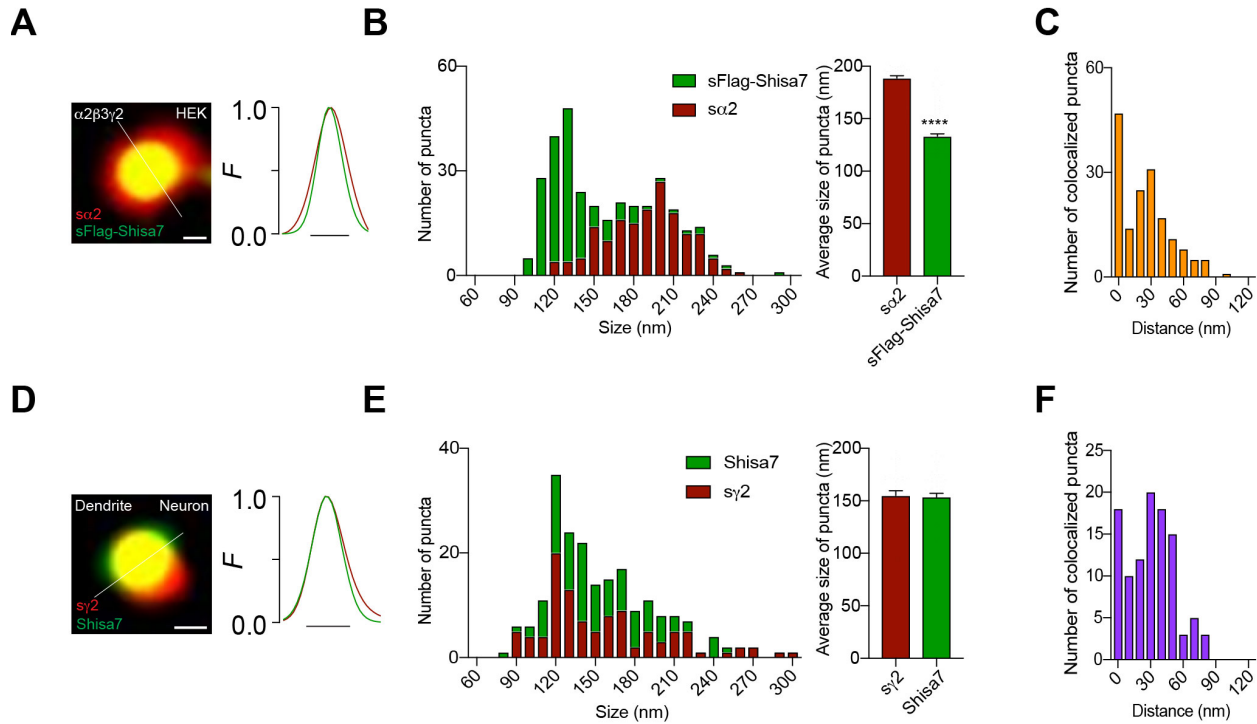 A
B
C
α2β3γ2 HEK
sα2
sFlag-Shisa7
1.0
F
0.0
60
30
0
Number of puncta
sFlag-Shisa7
sα2
60 90 120 150 180 210 240 270 300
Size (nm)
200
150
100
50
0
Average size of puncta (nm)
****
sα2
sFlag-Shisa7
60
30
0
Number of colocalized puncta
0 30 60 90 120
Distance (nm)
D
E
F
Dendrite Neuron
sγ2
Shisa7
1.0
F
0.0
40
20
0
Number of puncta
Shisa7
sγ2
60 90 120 150 180 210 240 270 300
Size (nm)
200
150
100
50
0
Average size of puncta (nm)
sγ2
Shisa7
25
20
15
10
5
0
Number of colocalized puncta
0 30 60 90 120
Distance (nm)